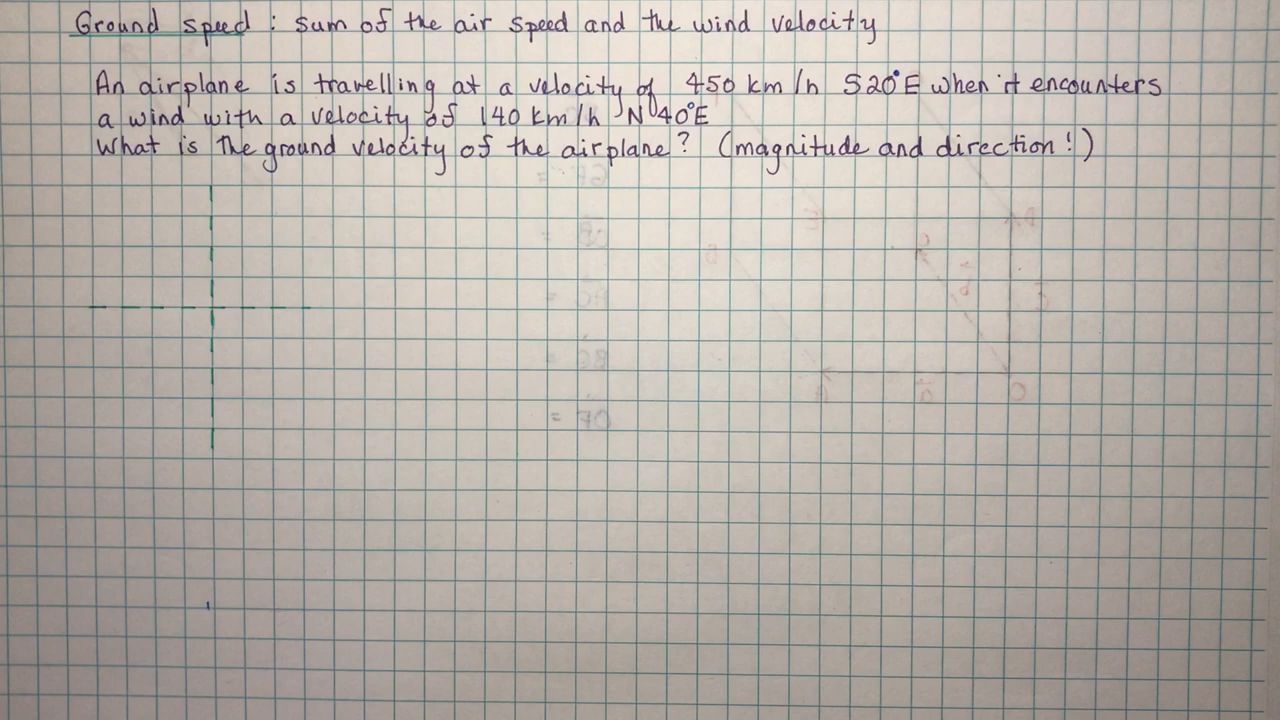 Ground speed : sum of the air speed and the wind velocity
An airplane is travelling at a velocity of 450 km/h S20°E when it encounters
a wind with a velocity of 140 km/h N40°E
What is the ground velocity of the airplane? (magnitude and direction!)